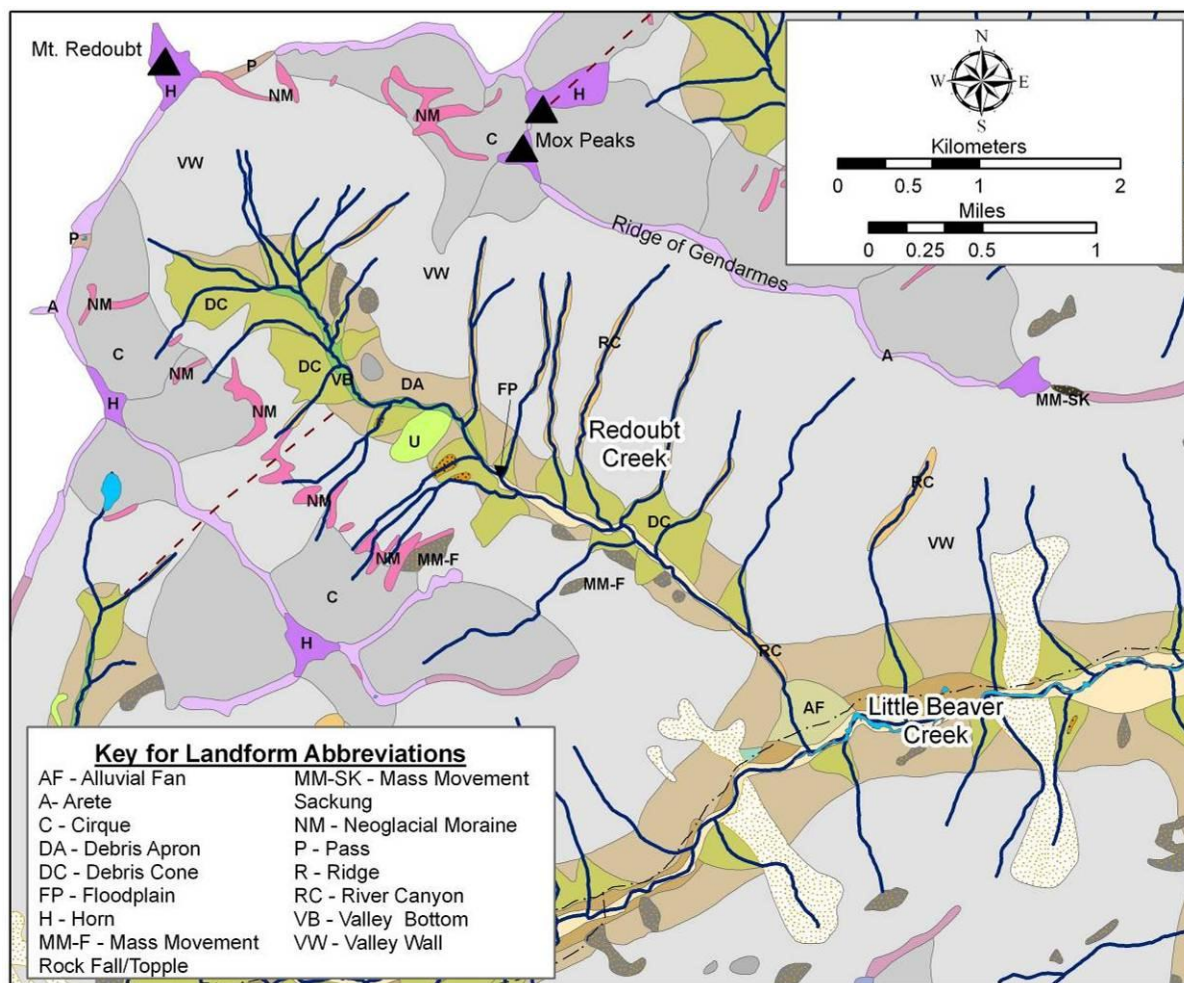 Mt. Redoubt
H
P
NM
NM
C
H
Mox Peaks
N
W E
S
Kilometers
0 0.5 1 2
Miles
0 0.25 0.5 1
VW
Ridge of Gendarmes
P
VW
A
NM
DC
C
NM
DC
VB
DA
FP
RC
A
MM-SK
H
NM
U
Redoubt
Creek
RC
NM
DC
VW
NM
MM-F
MM-F
C
H
RC
AF
Little Beaver
Creek
Key for Landform Abbreviations
AF - Alluvial Fan
A- Arete
C - Cirque
DA - Debris Apron
DC - Debris Cone
FP - Floodplain
H - Horn
MM-F - Mass Movement
Rock Fall/Topple
MM-SK - Mass Movement
Sackung
NM - Neoglacial Moraine
P - Pass
R - Ridge
RC - River Canyon
VB - Valley Bottom
VW - Valley Wall